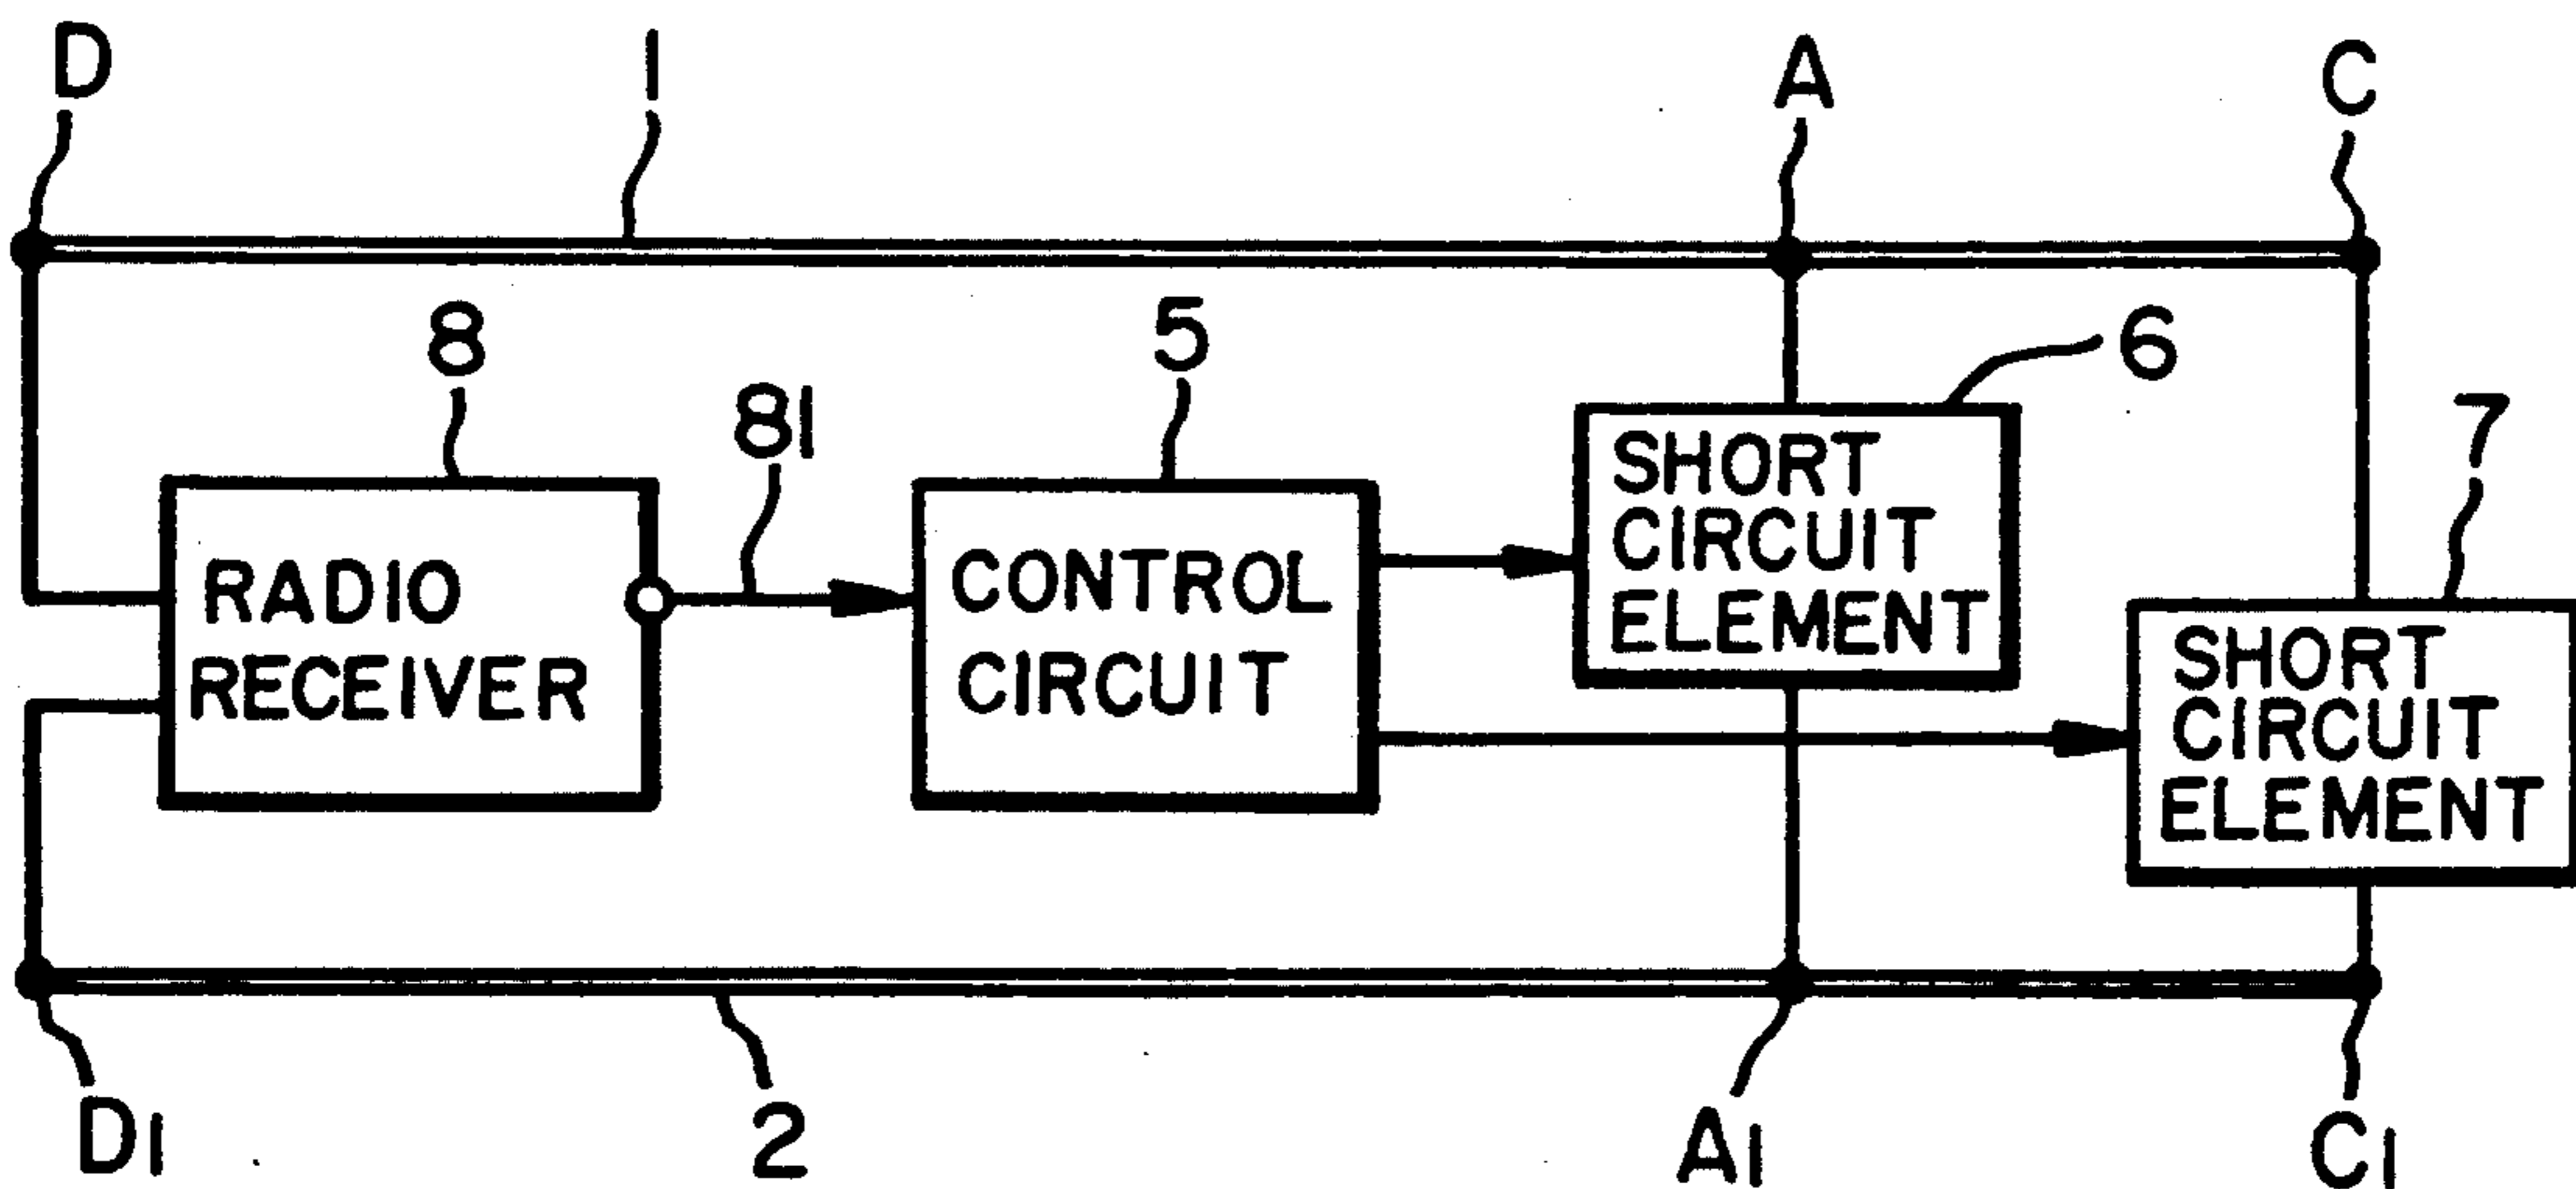 D
1
A
C
8
81
5
6
7
RADIO
RECEIVER
CONTROL
CIRCUIT
SHORT
CIRCUIT
ELEMENT
SHORT
CIRCUIT
ELEMENT
D1
2
A1
C1